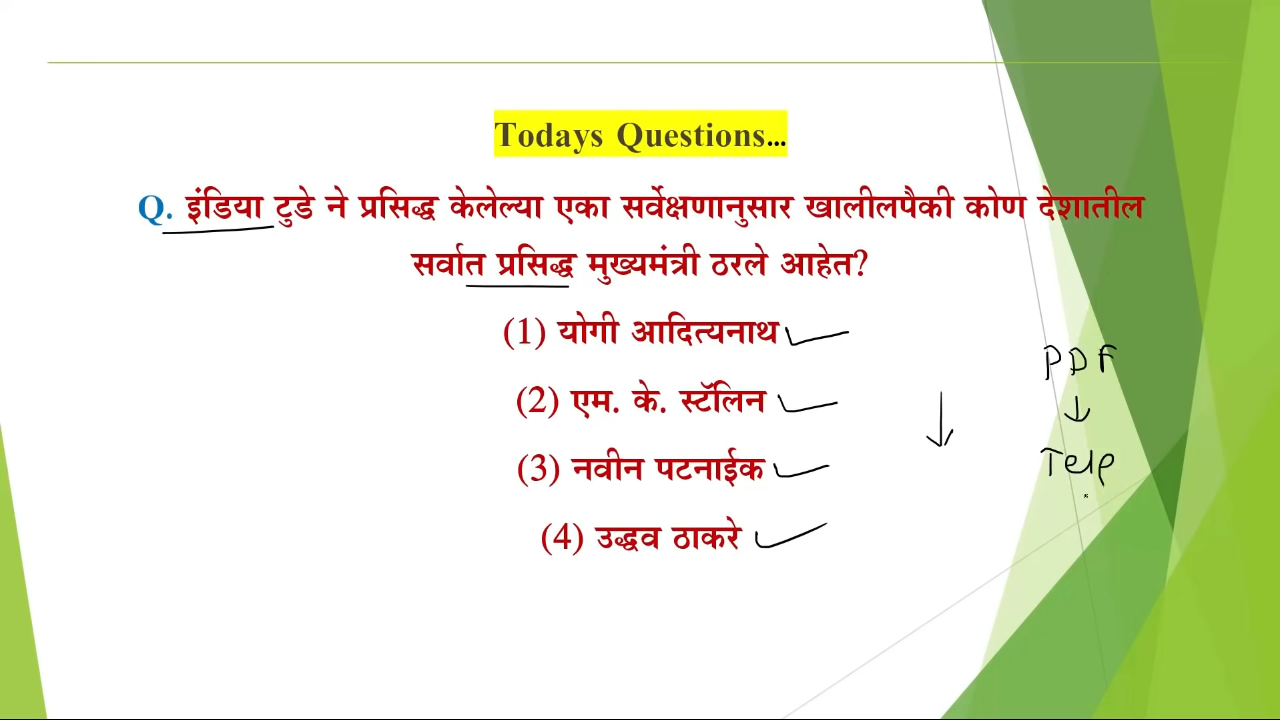 Todays Questions...
Q. इंडिया टुडे ने प्रसिद्ध केलेल्या एका सर्वेक्षणानुसार खालीलपैकी कोण देशातील
सर्वात प्रसिद्ध मुख्यमंत्री ठरले आहेत?
(1) योगी आदित्यनाथ
(2) एम. के. स्टॅलिन
(3) नवीन पटनाईक
(4) उद्धव ठाकरे
PDF
Tele